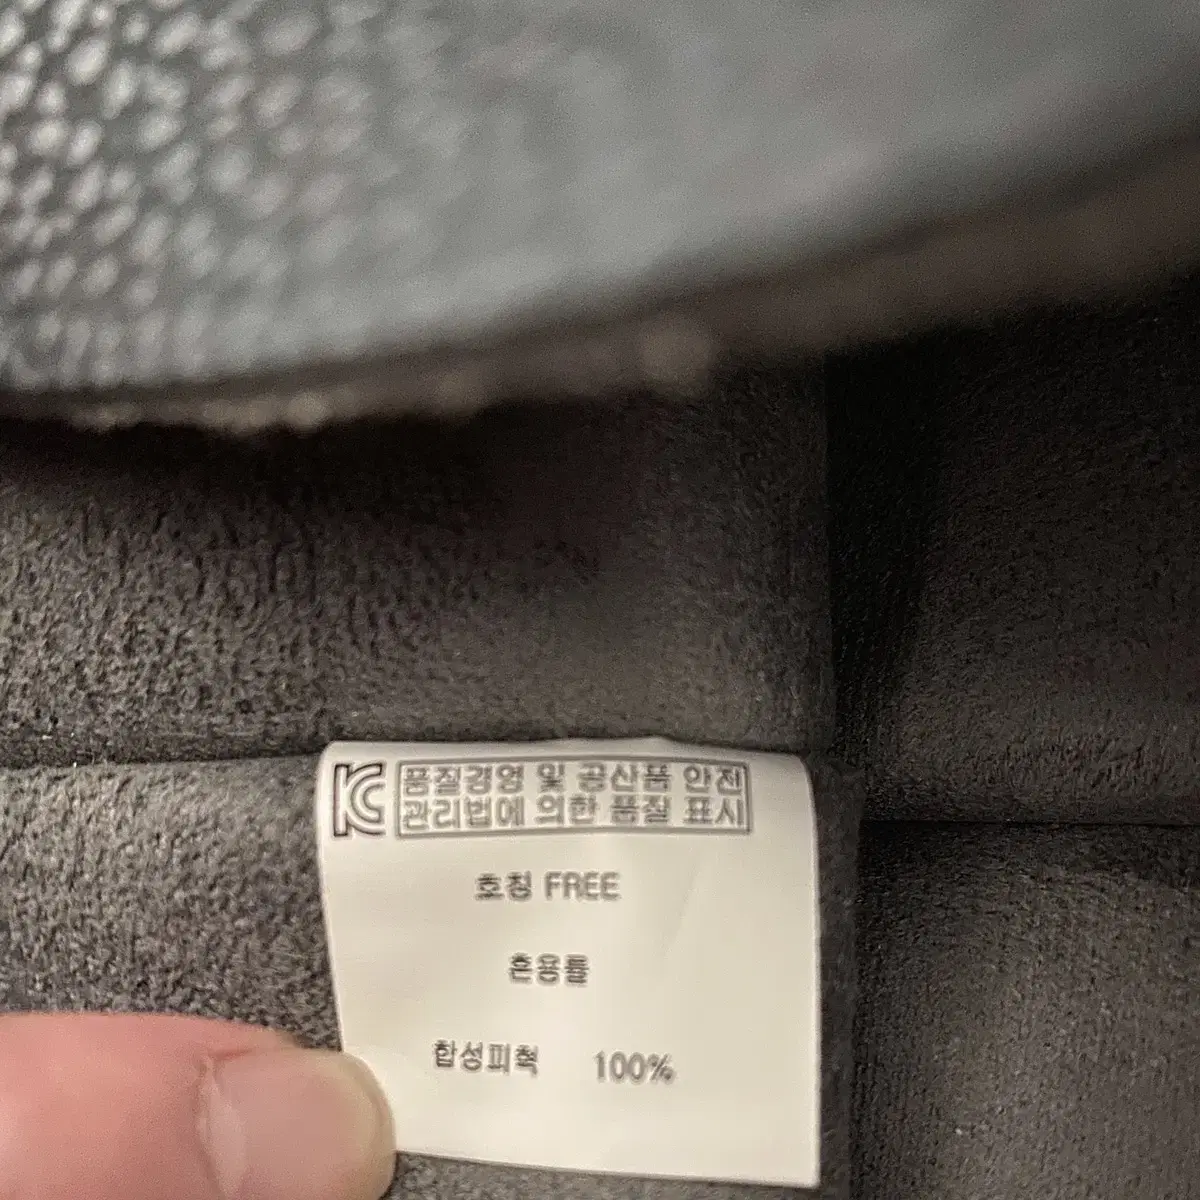 KC 품질경영 및 공산품 안전
관리법에 의한 품질 표시
호칭 FREE
혼용률
합성피혁 100%